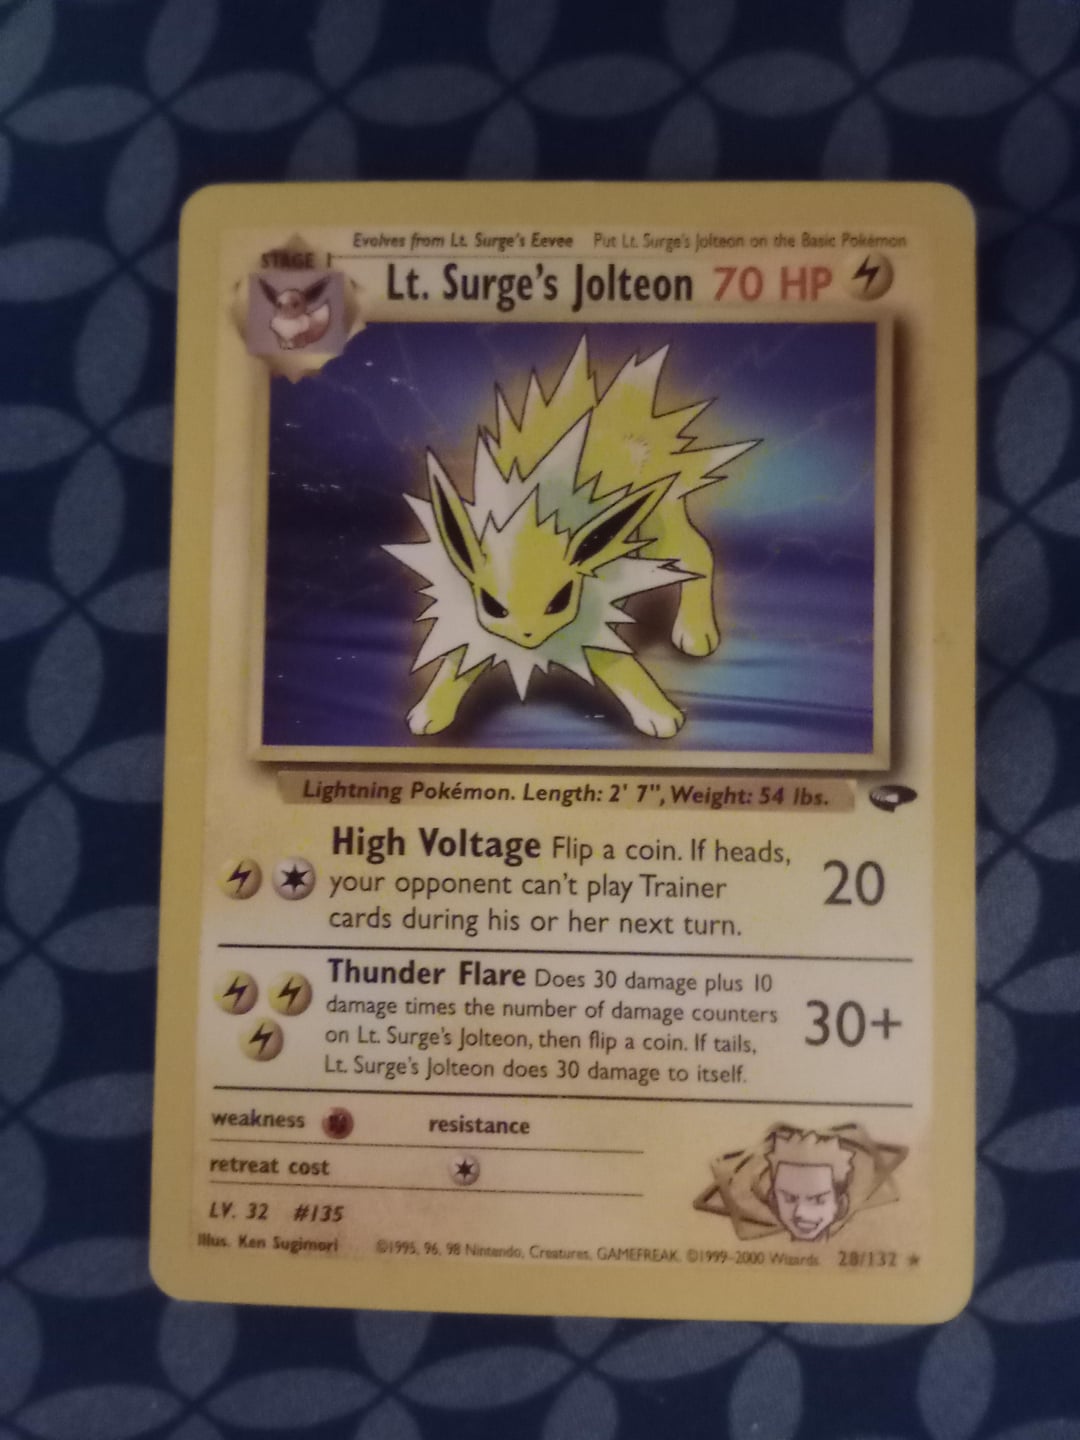 Evolves from Lt. Surge's Eevee Put Lt. Surge's Jolteon on the Basic Pokémon
STAGE 1
Lt. Surge's Jolteon 70 HP
Lightning Pokémon. Length: 2' 7", Weight: 54 lbs.
High Voltage Flip a coin. If heads,
your opponent can't play Trainer
cards during his or her next turn.
20
Thunder Flare Does 30 damage plus 10
damage times the number of damage counters
on Lt. Surge's Jolteon, then flip a coin. If tails,
Lt. Surge's Jolteon does 30 damage to itself.
30+
weakness resistance
retreat cost
LV. 32 #135
Illus. Ken Sugimori ©1995, 96, 98 Nintendo, Creatures, GAMEFREAK. ©1999-2000 Wizards. 28/132 ★